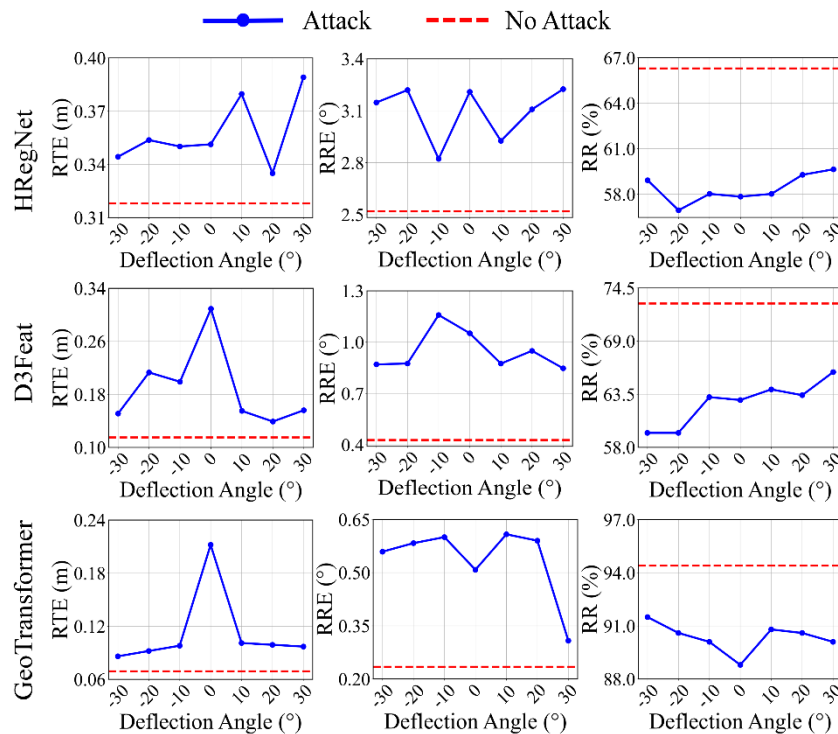 Attack No Attack
HRegNet
RTE (m)
0.40
0.37
0.34
0.31
-30 -20 -10 0 10 20 30
Deflection Angle (°)
RRE (°)
3.4
3.1
2.8
2.5
-30 -20 -10 0 10 20 30
Deflection Angle (°)
RR (%)
67.0
64.0
61.0
58.0
-30 -20 -10 0 10 20 30
Deflection Angle (°)
D3Feat
RTE (m)
0.34
0.26
0.18
0.10
-30 -20 -10 0 10 20 30
Deflection Angle (°)
RRE (°)
1.3
1.0
0.7
0.4
-30 -20 -10 0 10 20 30
Deflection Angle (°)
RR (%)
74.5
69.0
63.5
58.0
-30 -20 -10 0 10 20 30
Deflection Angle (°)
GeoTransformer
RTE (m)
0.24
0.18
0.12
0.06
-30 -20 -10 0 10 20 30
Deflection Angle (°)
RRE (°)
0.65
0.50
0.35
0.20
-30 -20 -10 0 10 20 30
Deflection Angle (°)
RR (%)
97.0
94.0
91.0
88.0
-30 -20 -10 0 10 20 30
Deflection Angle (°)